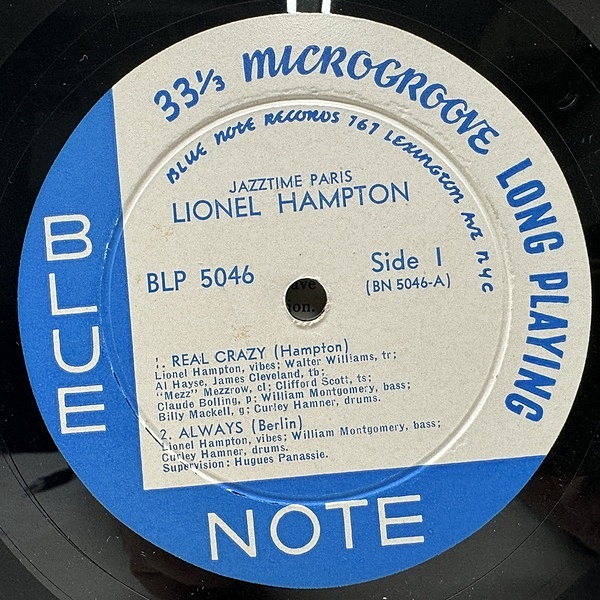 33⅓ MICROGROOVE LONG PLAYING
BLUE NOTE RECORDS 767 LEXINGTON AVE NYC
JAZZTIME PARIS
LIONEL HAMPTON
BLP 5046
Side 1
(BN 5046-A)
1. REAL CRAZY (Hampton)
Lionel Hampton, vibes; Walter Williams, tr;
Al Hayse, James Cleveland, tb;
"Mezz" Mezzrow, cl; Clifford Scott, ts;
Claude Bolling, p; William Montgomery, bass;
Billy Mackell, g; Curley Hamner, drums.
2. ALWAYS (Berlin)
Lionel Hampton, vibes; William Montgomery, bass;
Curley Hamner, drums.
Supervision: Hugues Panassie.
BLUE
NOTE